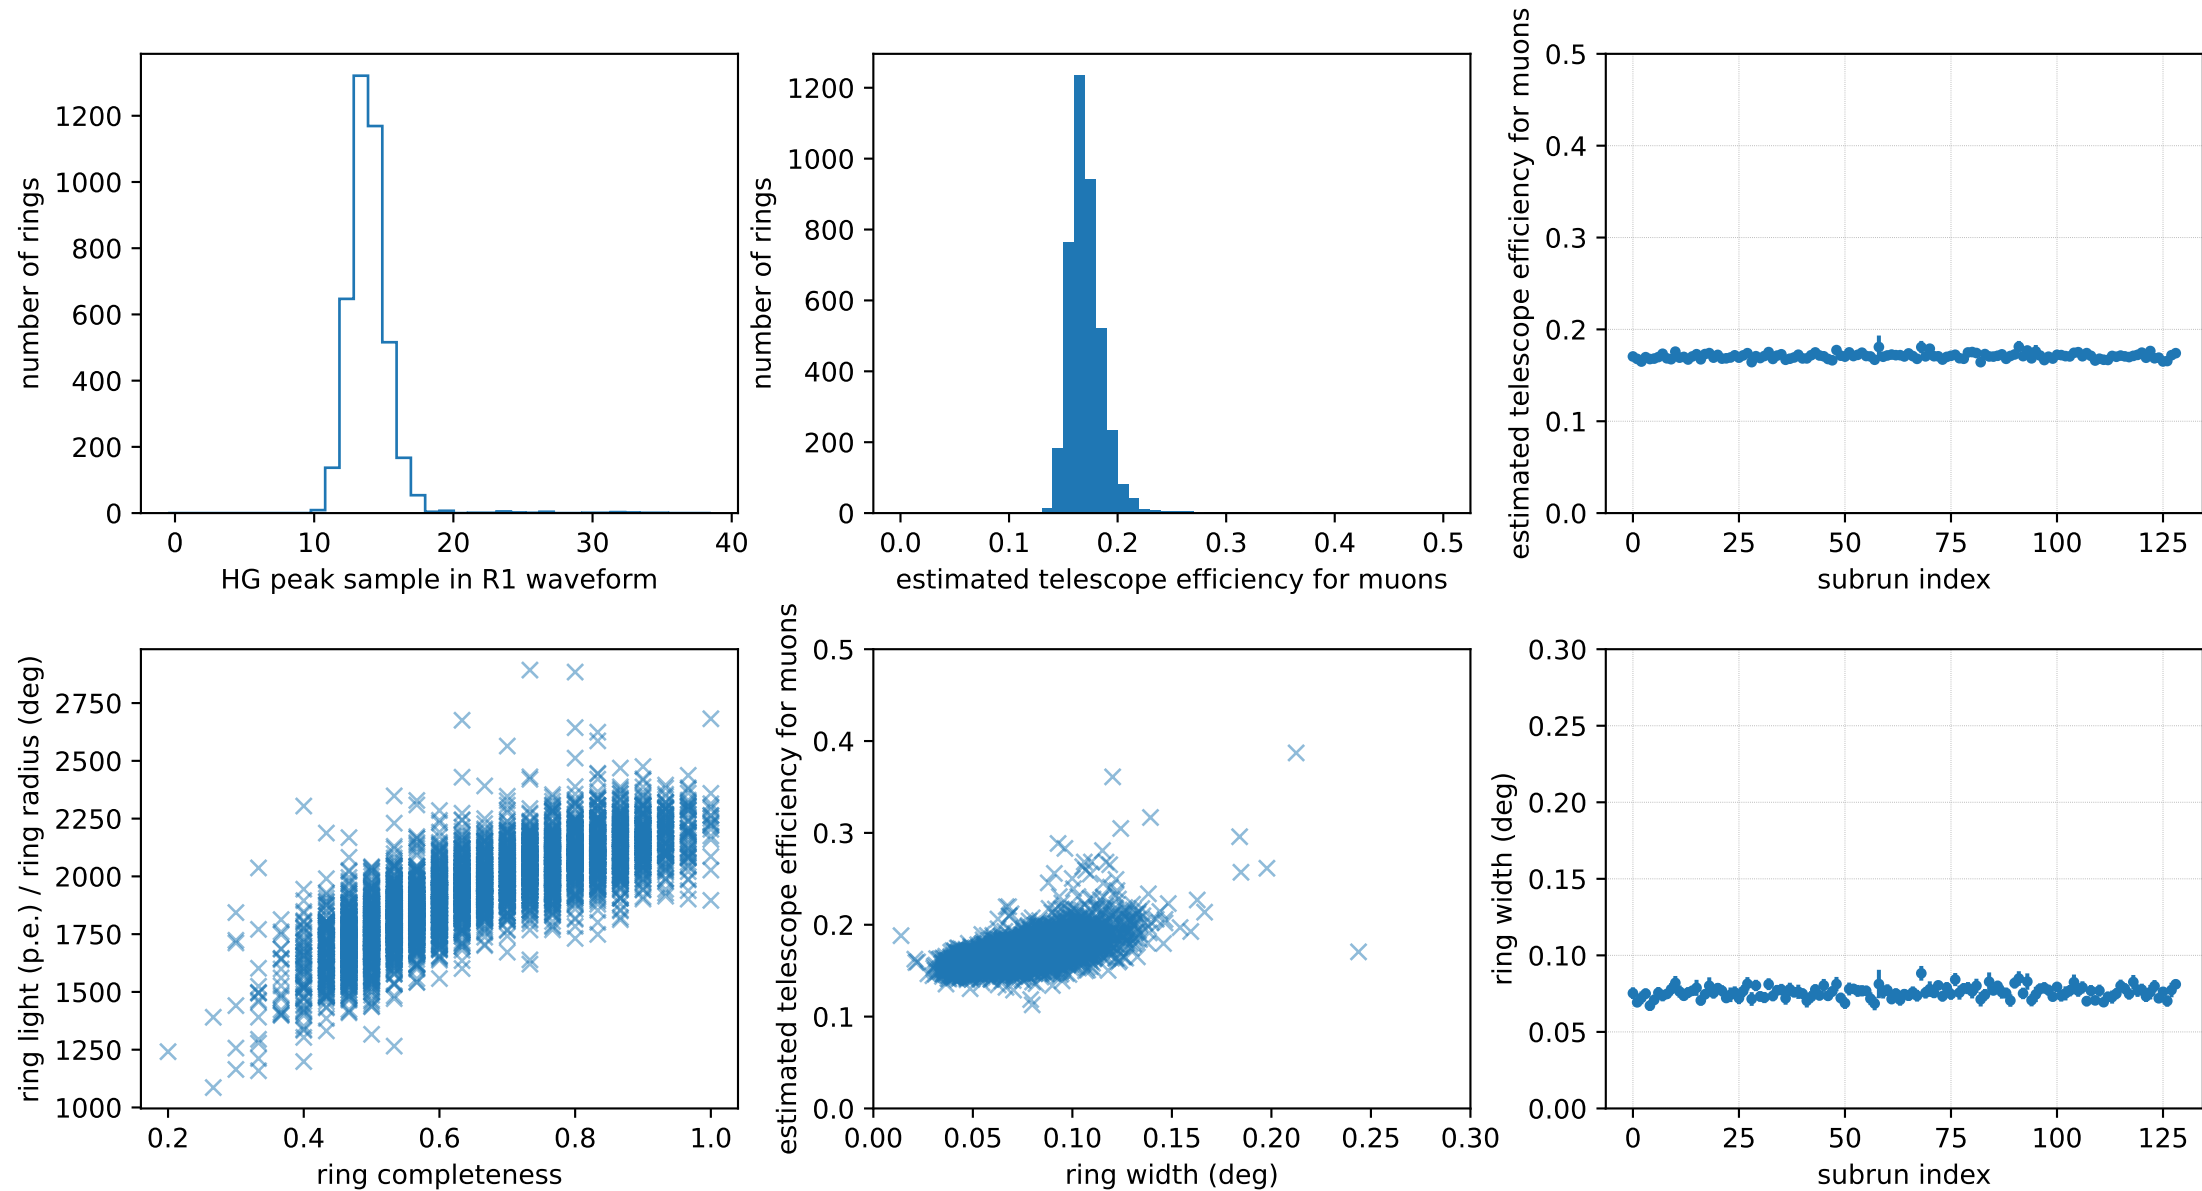 number of rings
1200
1000
800
600
400
200
0
0 10 20 30 40
HG peak sample in R1 waveform
number of rings
1200
1000
800
600
400
200
0
0.0 0.1 0.2 0.3 0.4 0.5
estimated telescope efficiency for muons
estimated telescope efficiency for muons
0.5
0.4
0.3
0.2
0.1
0.0
0 25 50 75 100 125
subrun index
ring light (p.e.) / ring radius (deg)
2750
2500
2250
2000
1750
1500
1250
1000
0.2 0.4 0.6 0.8 1.0
ring completeness
estimated telescope efficiency for muons
0.5
0.4
0.3
0.2
0.1
0.0
0.00 0.05 0.10 0.15 0.20 0.25 0.30
ring width (deg)
ring width (deg)
0.30
0.25
0.20
0.15
0.10
0.05
0.00
0 25 50 75 100 125
subrun index